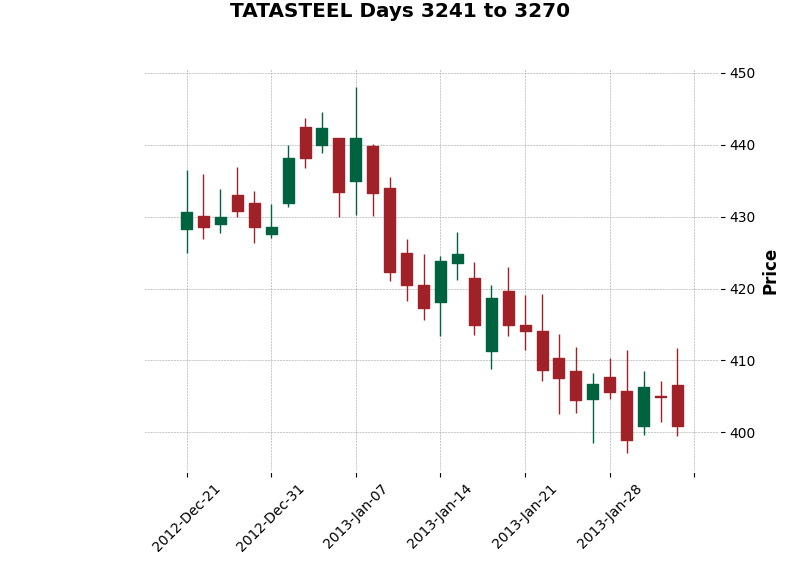 TATASTEEL Days 3241 to 3270
450
440
430
420
410
400
Price
2012-Dec-21
2012-Dec-31
2013-Jan-07
2013-Jan-14
2013-Jan-21
2013-Jan-28